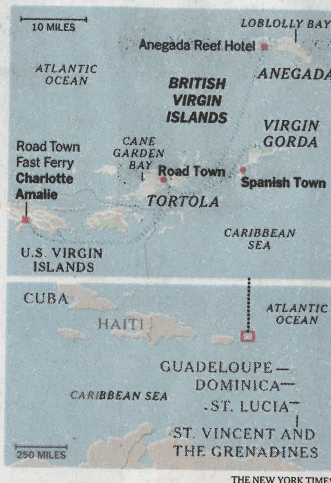 LOBLOLLY BAY
10 MILES
Anegada Reef Hotel
ATLANTIC
OCEAN
ANEGADA
BRITISH
VIRGIN
ISLANDS
VIRGIN
GORDA
CANE
GARDEN
BAY
Road Town
Fast Ferry
Charlotte
Amalie
Road Town
Spanish Town
TORTOLA
CARIBBEAN
SEA
U.S. VIRGIN
ISLANDS
CUBA
ATLANTIC
OCEAN
HAITI
GUADELOUPE
DOMINICA
CARIBBEAN SEA
ST. LUCIA
ST. VINCENT AND
THE GRENADINES
250 MILES
THE NEW YORK TIMES